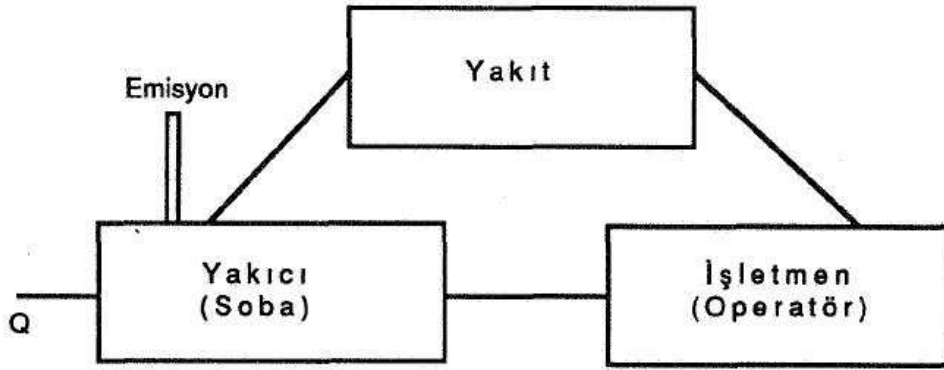 Yakıt
Emisyon
Yakıcı
(Soba)
İşletmen
(Operatör)
Q